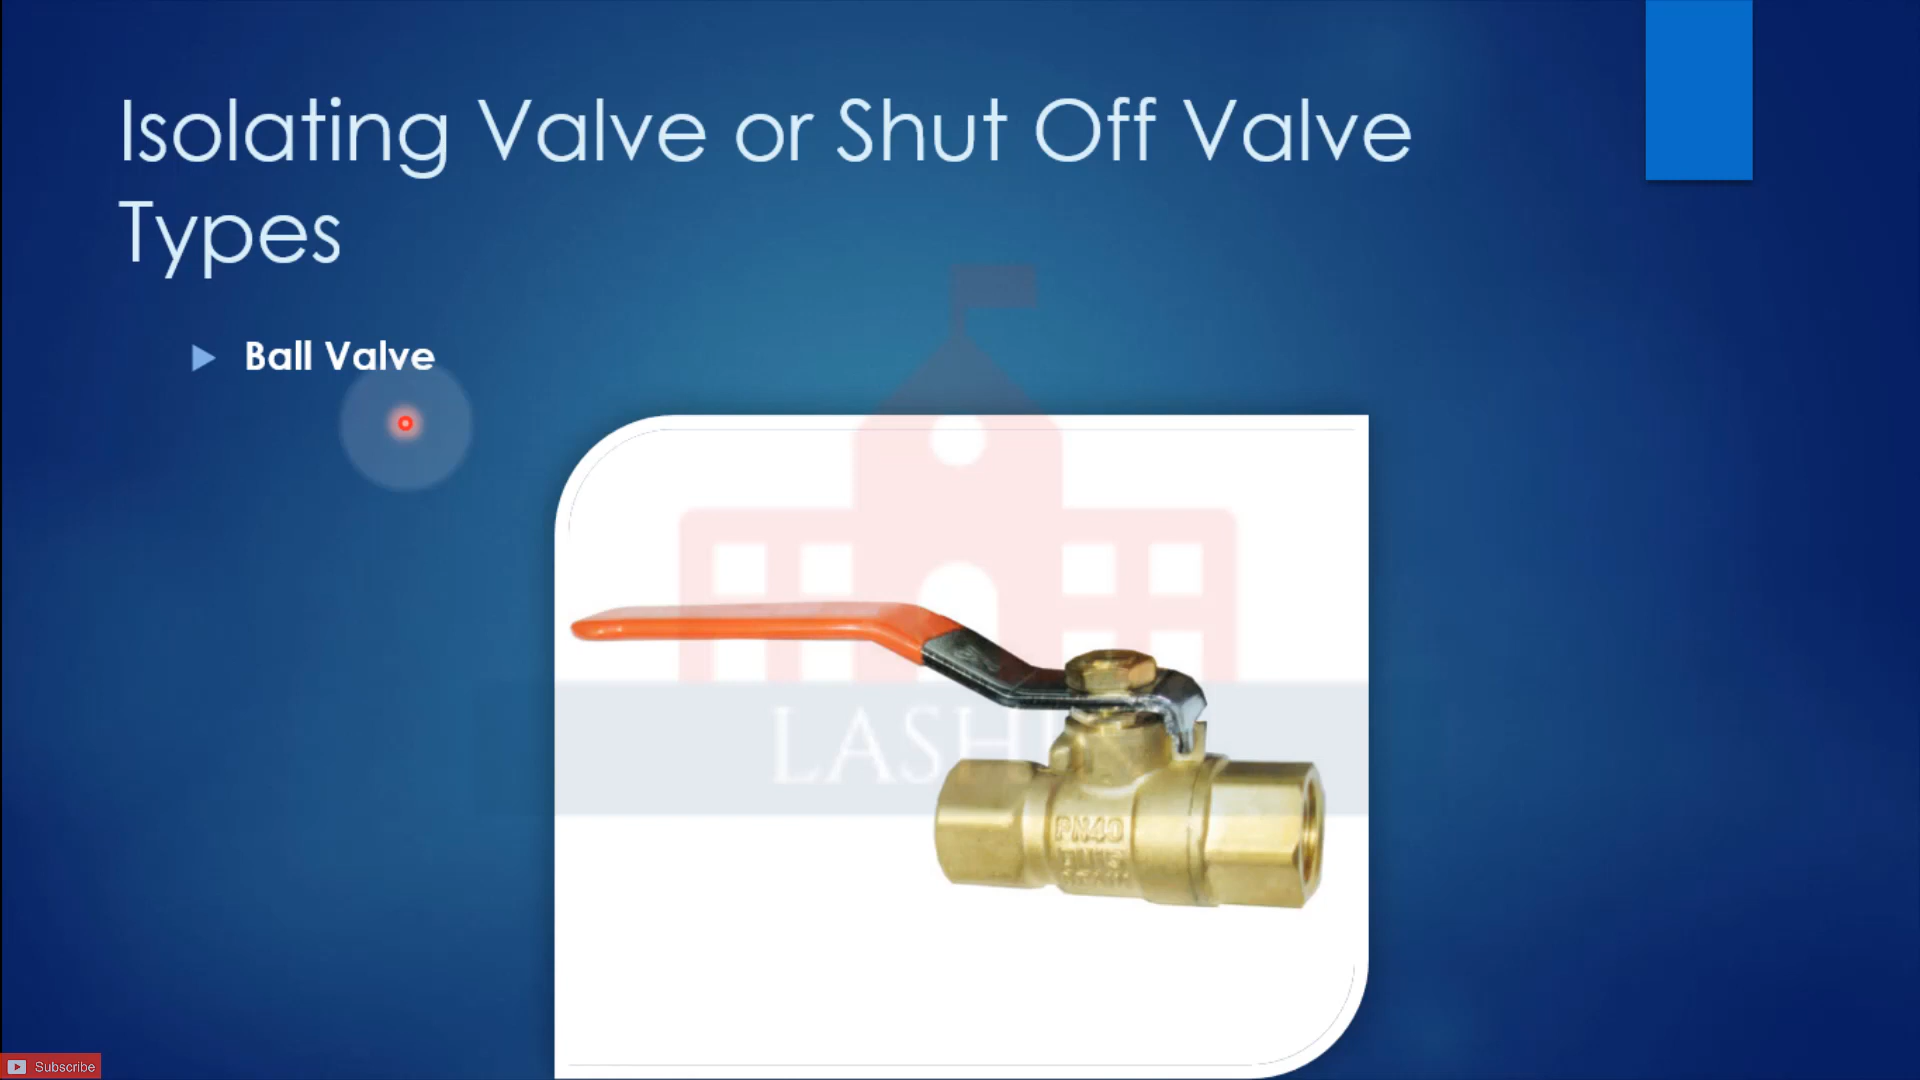 Isolating Valve or Shut Off Valve
Types
Ball Valve
LASH
PN40
Subscribe